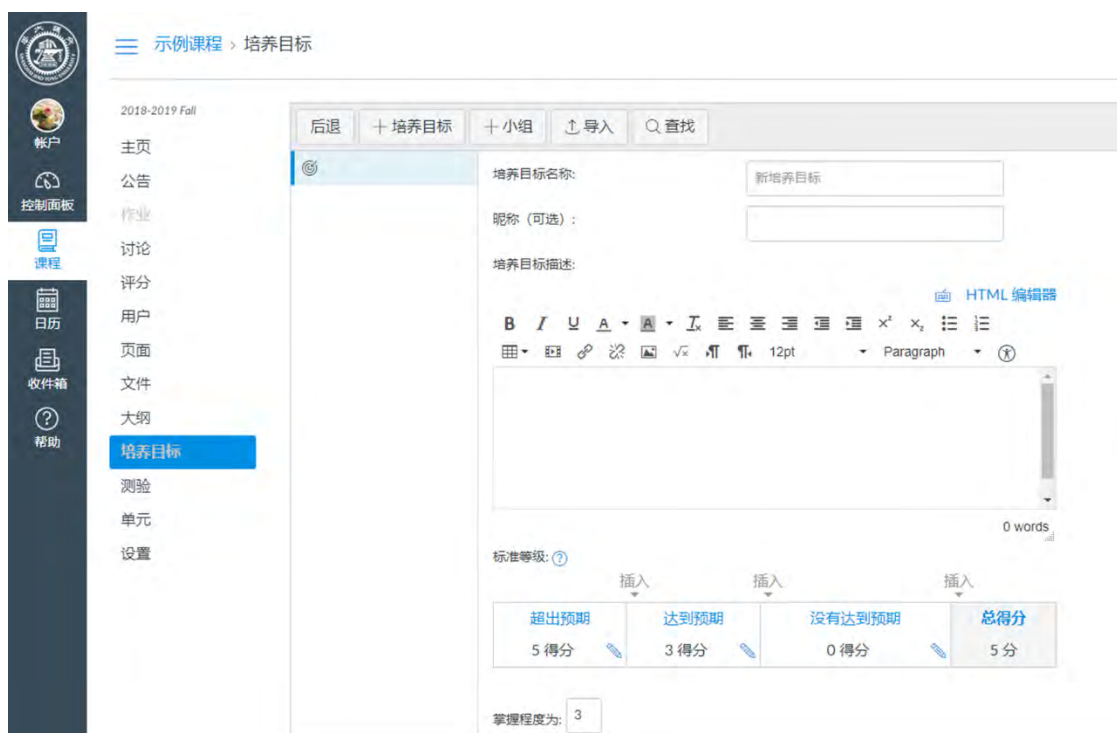 示例课程 › 培养目标
帐户
控制面板
课程
日历
收件箱
帮助
2018-2019 Fall
主页
公告
作业
讨论
评分
用户
页面
文件
大纲
培养目标
测验
单元
设置
后退 + 培养目标 + 小组 导入 查找
培养目标名称: 新培养目标
昵称（可选）:
培养目标描述:
HTML 编辑器
12pt Paragraph
0 words
标准等级:
插入 插入 插入
超出预期 达到预期 没有达到预期 总得分
5 得分 3 得分 0 得分 5 分
掌握程度为: 3